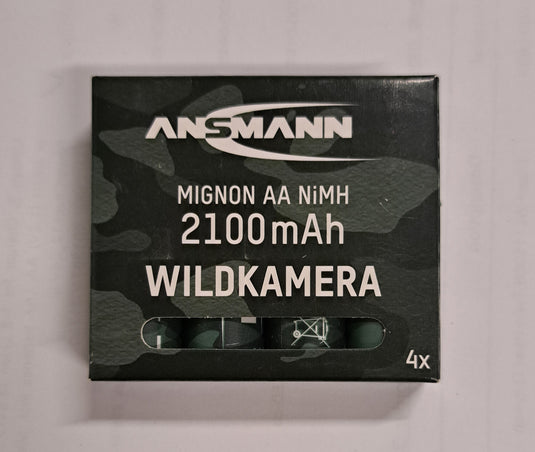 ANSMANN
MIGNON AA NiMH
2100mAh
WILDKAMERA
4x